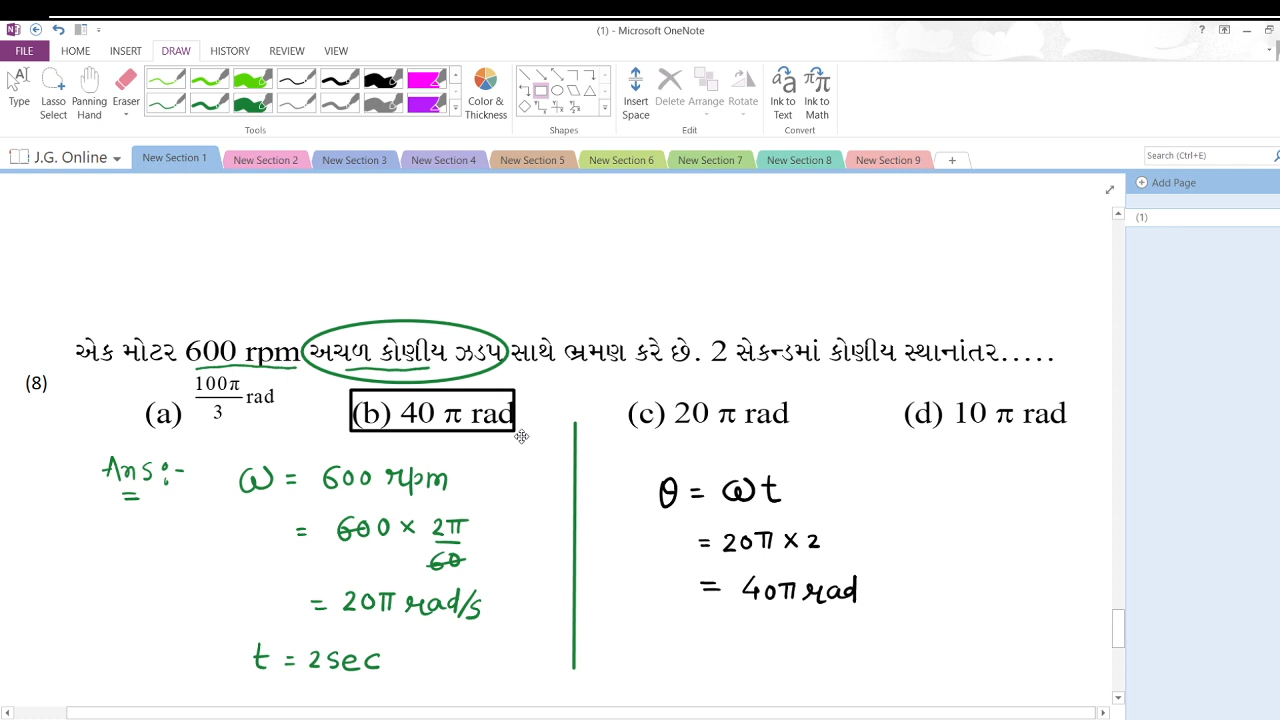 (1) - Microsoft OneNote
?
FILE HOME INSERT DRAW HISTORY REVIEW VIEW
Type
Lasso Select
Panning Hand
Eraser
Color & Thickness
Insert Space
Delete
Arrange
Rotate
Ink to Text
Ink to Math
Tools
Shapes
Edit
Convert
J.G. Online
New Section 1 New Section 2 New Section 3 New Section 4 New Section 5 New Section 6 New Section 7 New Section 8 New Section 9 +
Search (Ctrl+E)
Add Page
(1)
એક મોટર 600 rpm અચળ કોણીય ઝડપ સાથે ભ્રમણ કરે છે. 2 સેકન્ડમાં કોણીય સ્થાનાંતર.....
(8)
(a) 100π/3 rad (b) 40 π rad (c) 20 π rad (d) 10 π rad
Ans:- ω = 600 rpm
= 600 × 2π/60
= 20π rad/s
t = 2sec
θ = ωt
= 20π × 2
= 40π rad